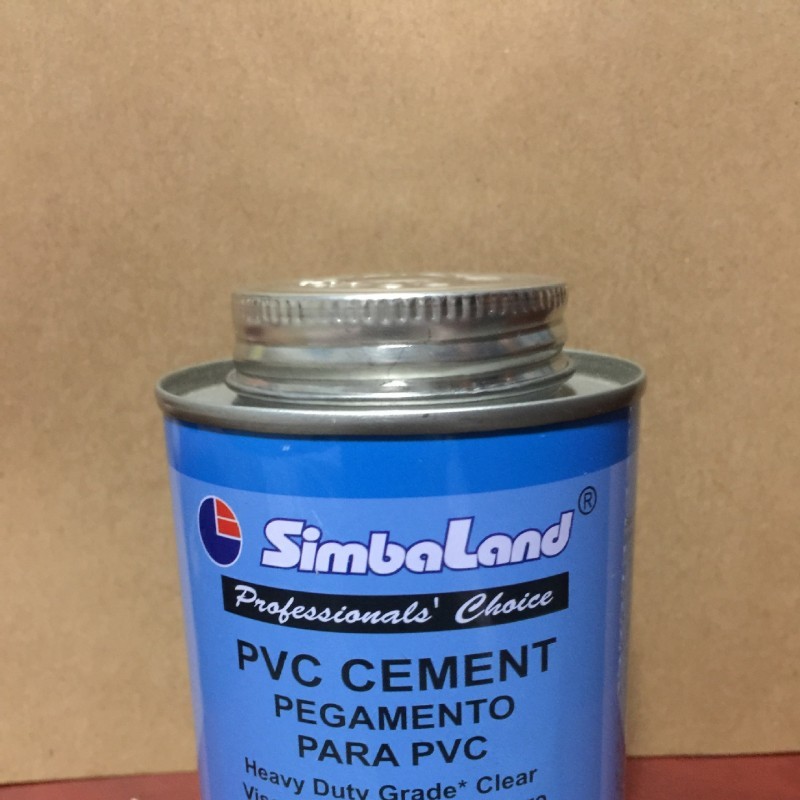 SimbaLand®
Professionals' Choice
PVC CEMENT
PEGAMENTO
PARA PVC
Heavy Duty Grade* Clear